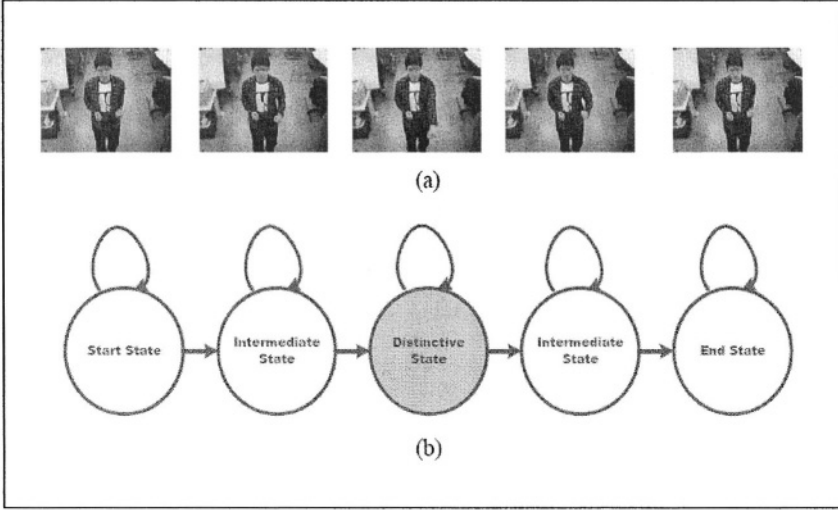 (a)
Start State
Intermediate
State
Distinctive
State
Intermediate
State
End State
(b)